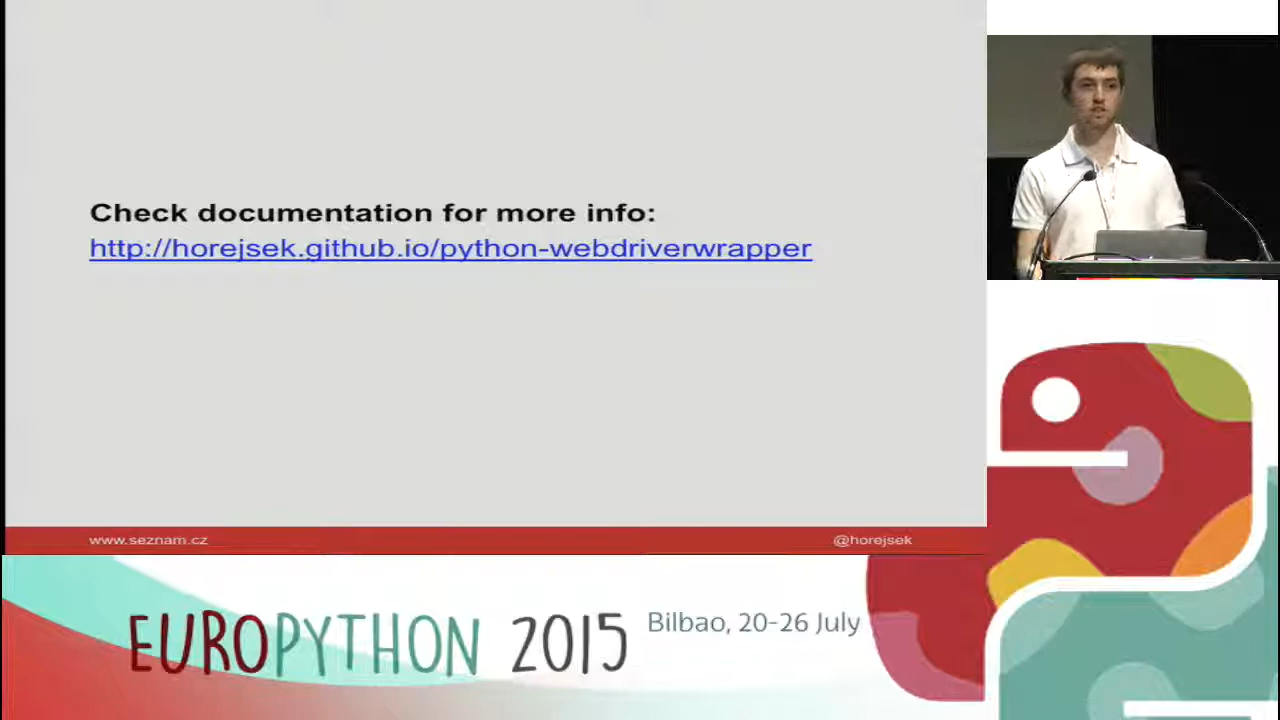 Check documentation for more info:
http://horejsek.github.io/python-webdriverwrapper
www.seznam.cz
@horejsek
EUROPYTHON 2015
Bilbao, 20-26 July